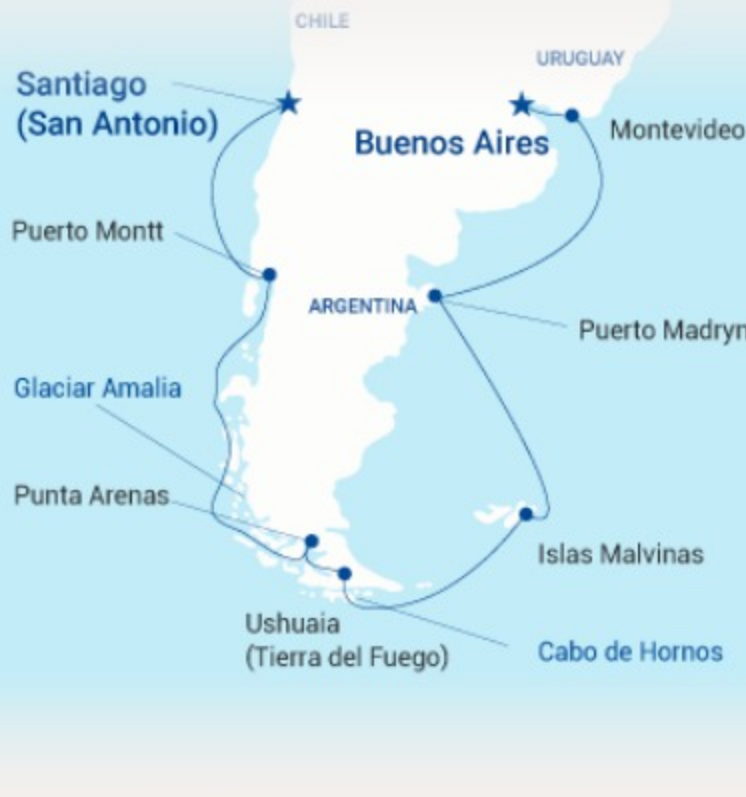 CHILE
URUGUAY
Santiago
(San Antonio)
Buenos Aires
Montevideo
Puerto Montt
ARGENTINA
Puerto Madryn
Glaciar Amalia
Punta Arenas
Islas Malvinas
Ushuaia
(Tierra del Fuego)
Cabo de Hornos